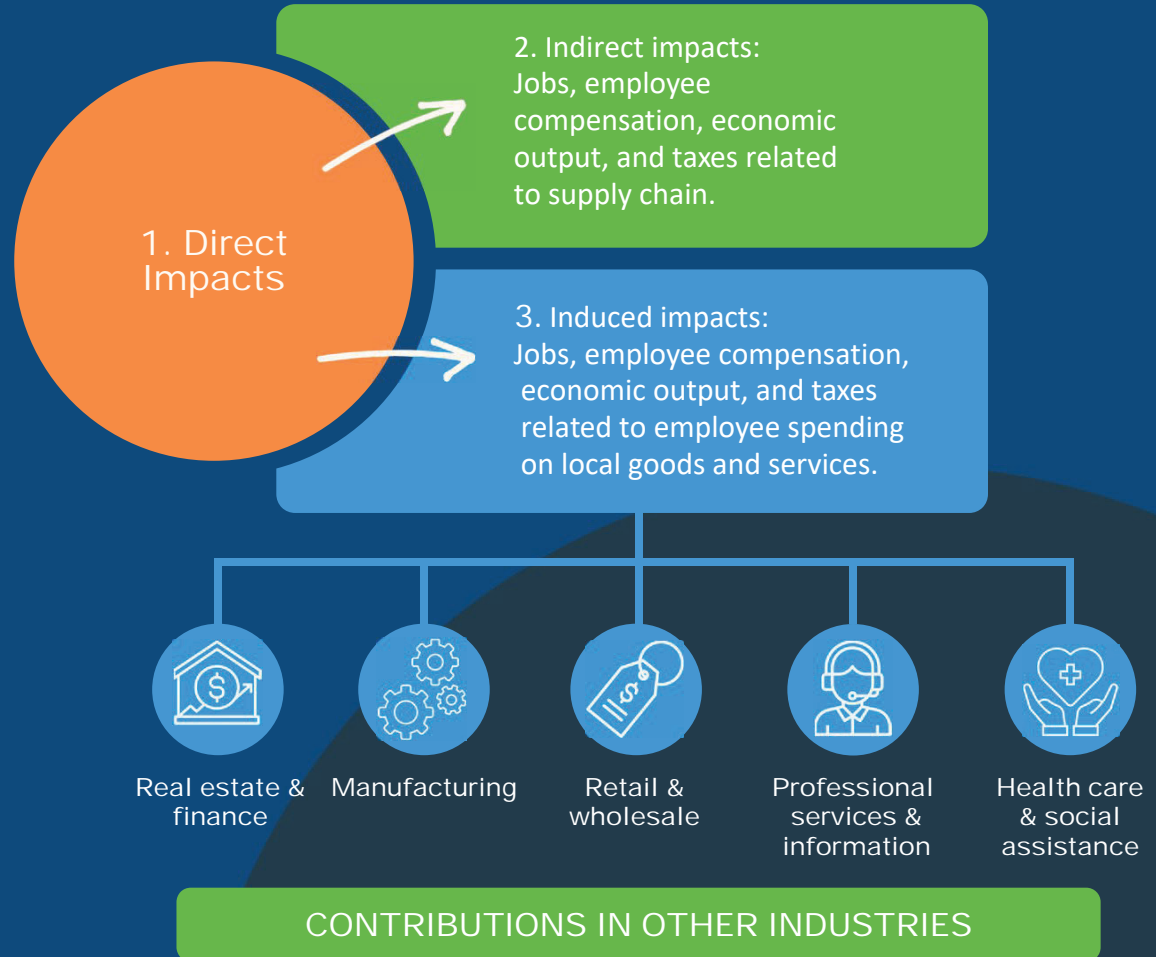 1. Direct
Impacts
2. Indirect impacts:
Jobs, employee
compensation, economic
output, and taxes related
to supply chain.
3. Induced impacts:
Jobs, employee compensation,
economic output, and taxes
related to employee spending
on local goods and services.
Real estate &
finance
Manufacturing
Retail &
wholesale
Professional
services &
information
Health care
& social
assistance
CONTRIBUTIONS IN OTHER INDUSTRIES